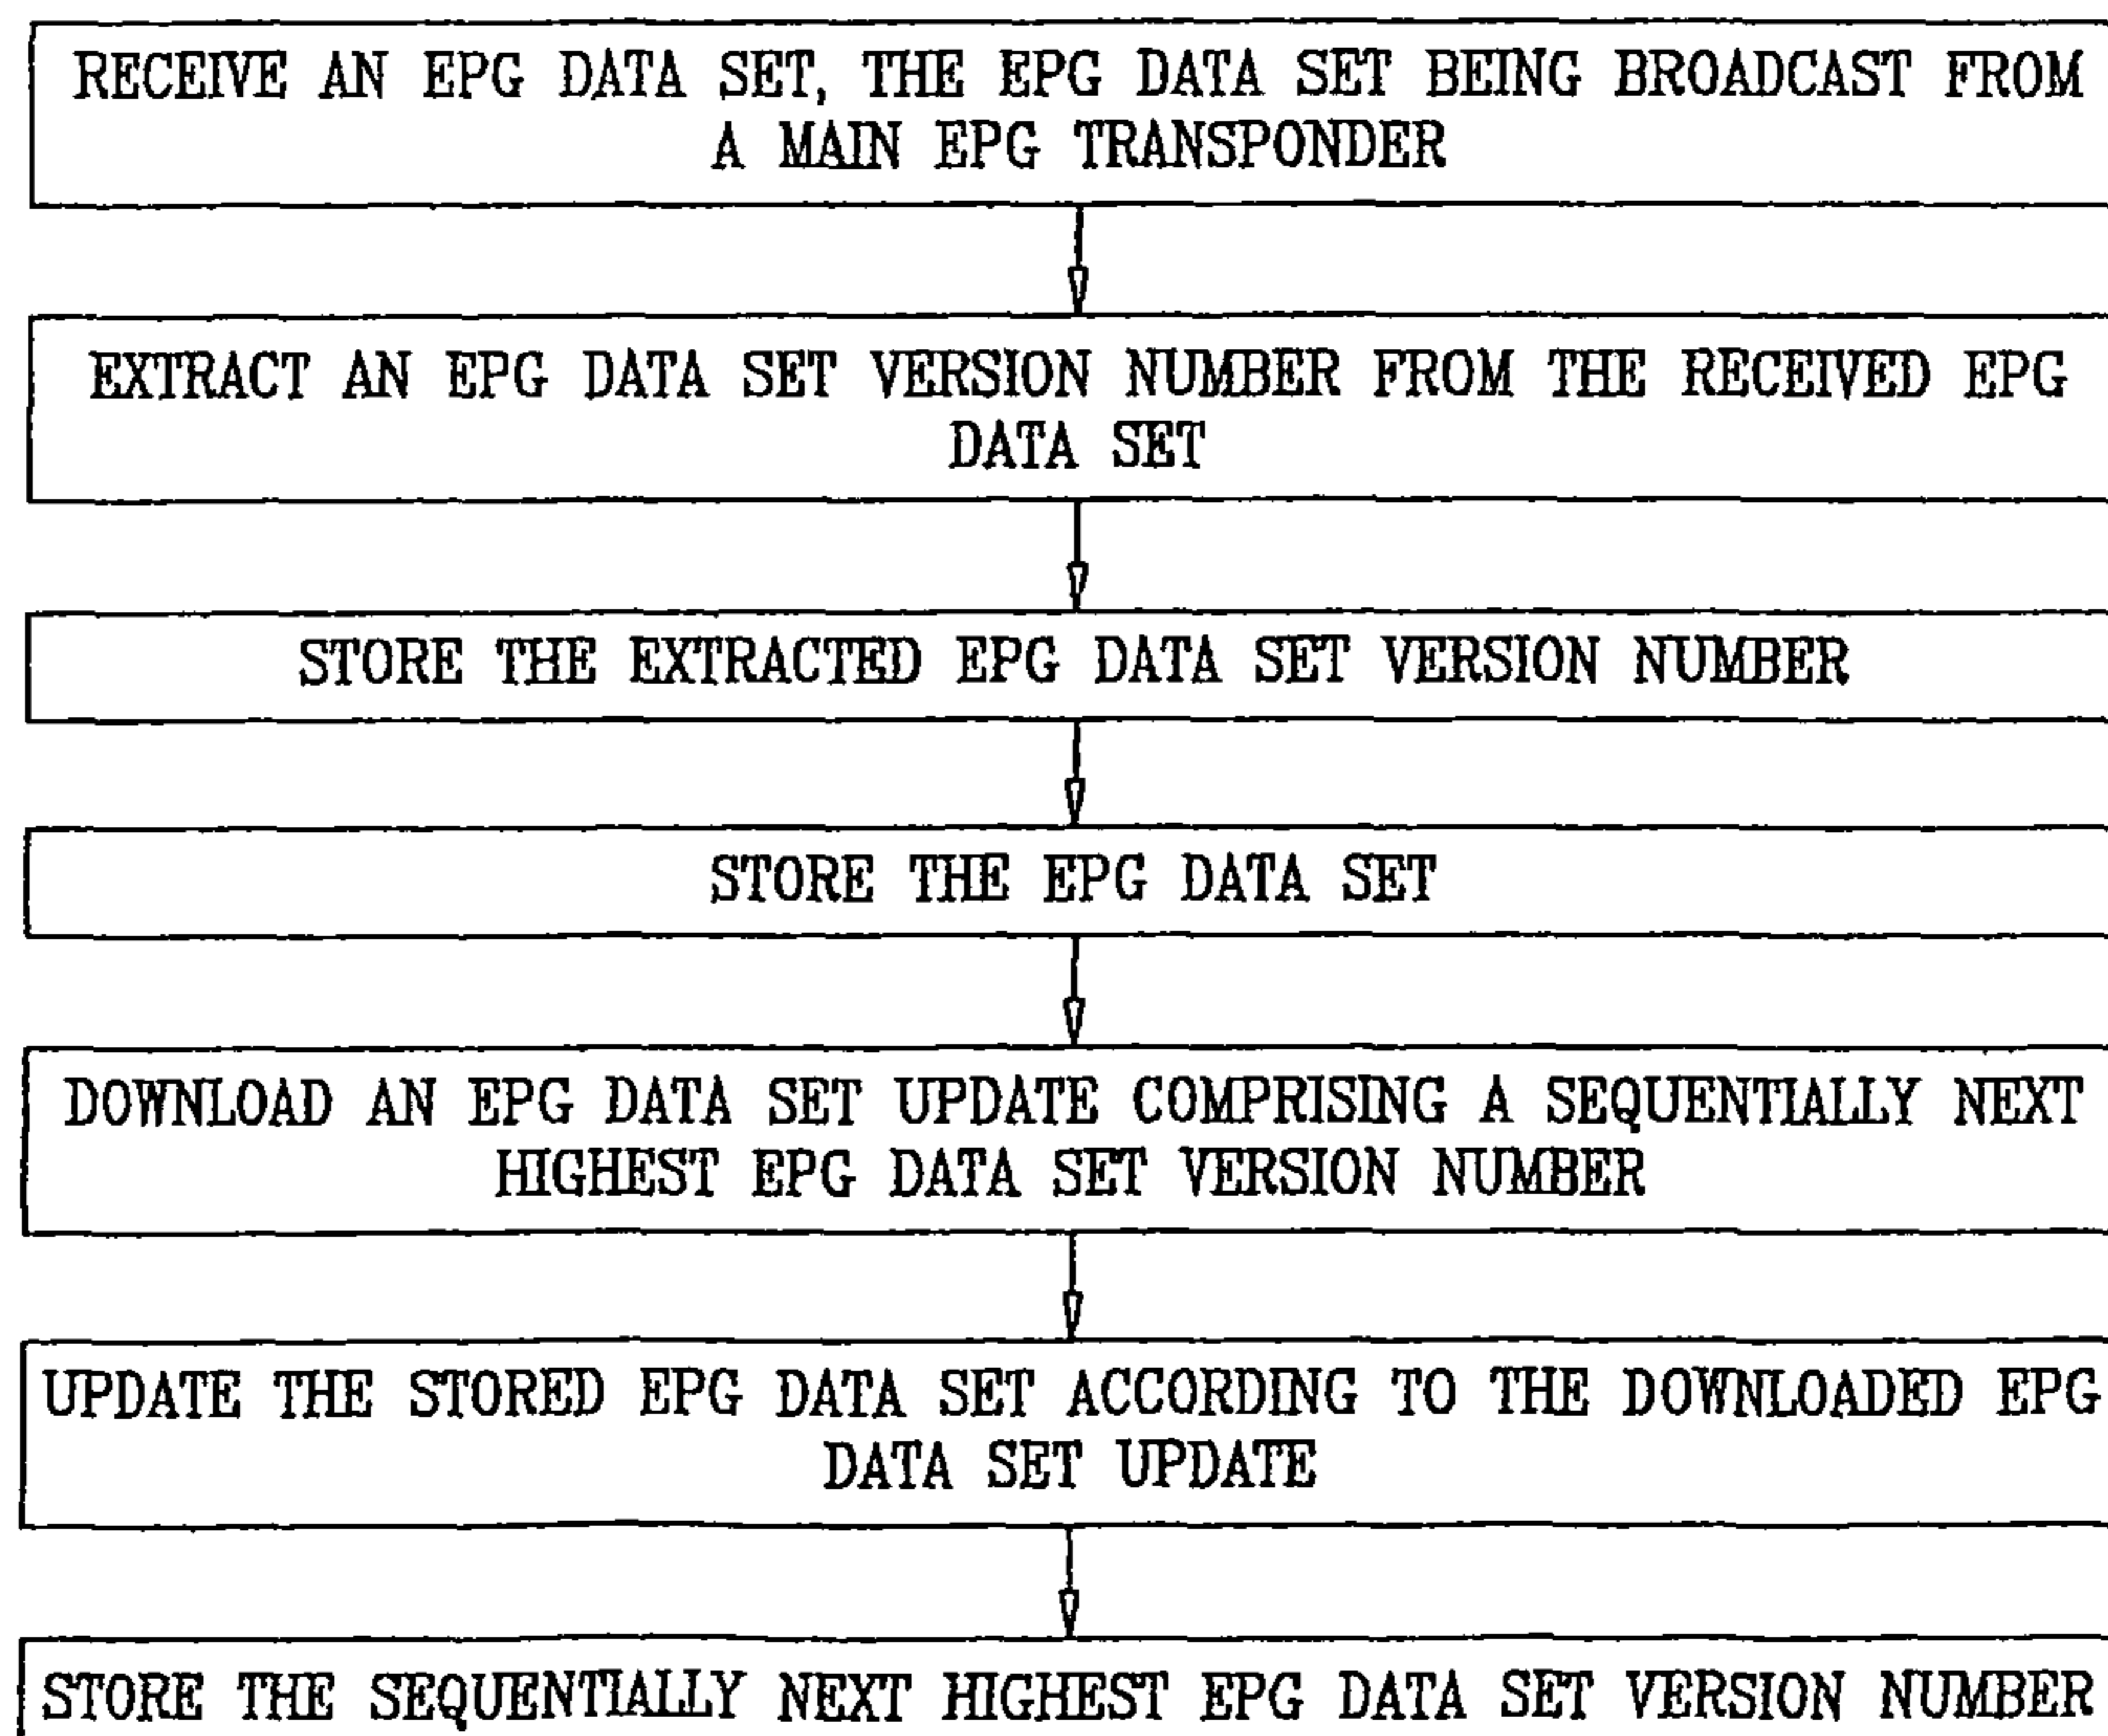 RECEIVE AN EPG DATA SET, THE EPG DATA SET BEING BROADCAST FROM
A MAIN EPG TRANSPONDER
EXTRACT AN EPG DATA SET VERSION NUMBER FROM THE RECEIVED EPG
DATA SET
STORE THE EXTRACTED EPG DATA SET VERSION NUMBER
STORE THE EPG DATA SET
DOWNLOAD AN EPG DATA SET UPDATE COMPRISING A SEQUENTIALLY NEXT
HIGHEST EPG DATA SET VERSION NUMBER
UPDATE THE STORED EPG DATA SET ACCORDING TO THE DOWNLOADED EPG
DATA SET UPDATE
STORE THE SEQUENTIALLY NEXT HIGHEST EPG DATA SET VERSION NUMBER